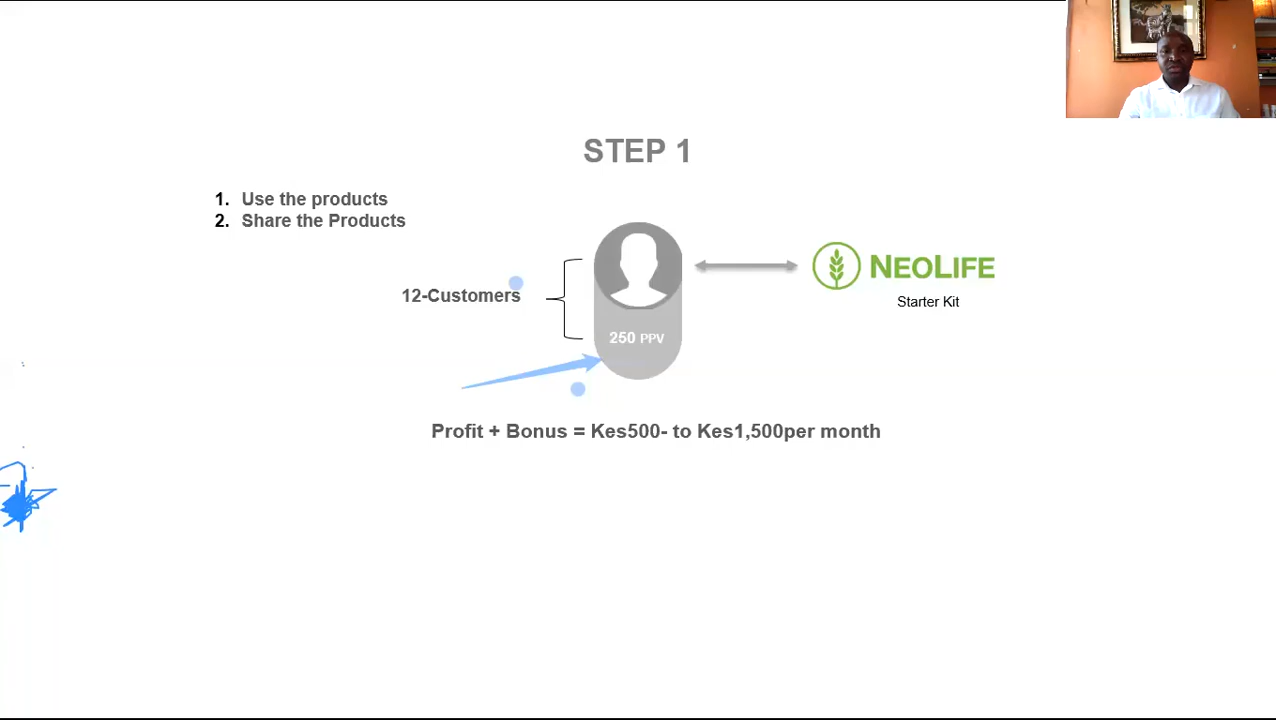 STEP 1
1. Use the products
2. Share the Products
12-Customers
250 PPV
NEOLIFE
Starter Kit
Profit + Bonus = Kes500- to Kes1,500per month